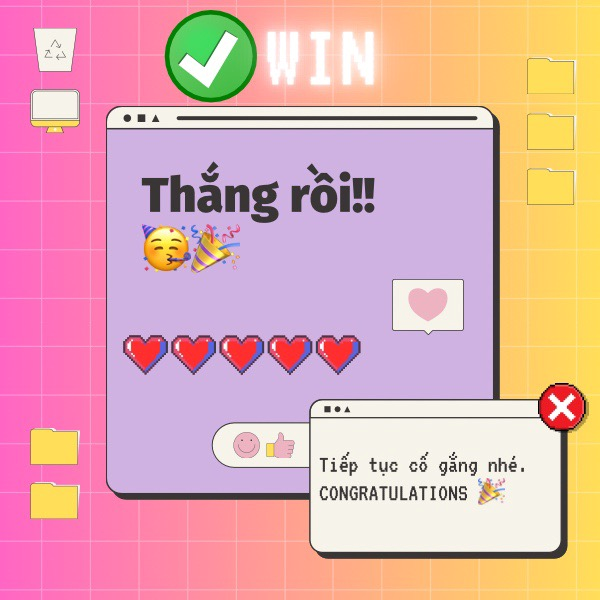 WIN
Thắng rồi!!
🥳🎉
Tiếp tục cố gắng nhé.
CONGRATULATIONS 🎉